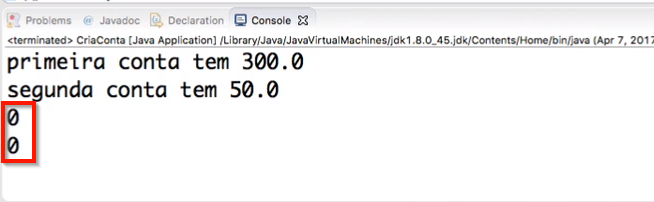 Problems @ Javadoc Declaration Console
<terminated> CriaConta [Java Application] /Library/Java/JavaVirtualMachines/jdk1.8.0_45.jdk/Contents/Home/bin/java (Apr 7, 2017
primeira conta tem 300.0
segunda conta tem 50.0
0
0